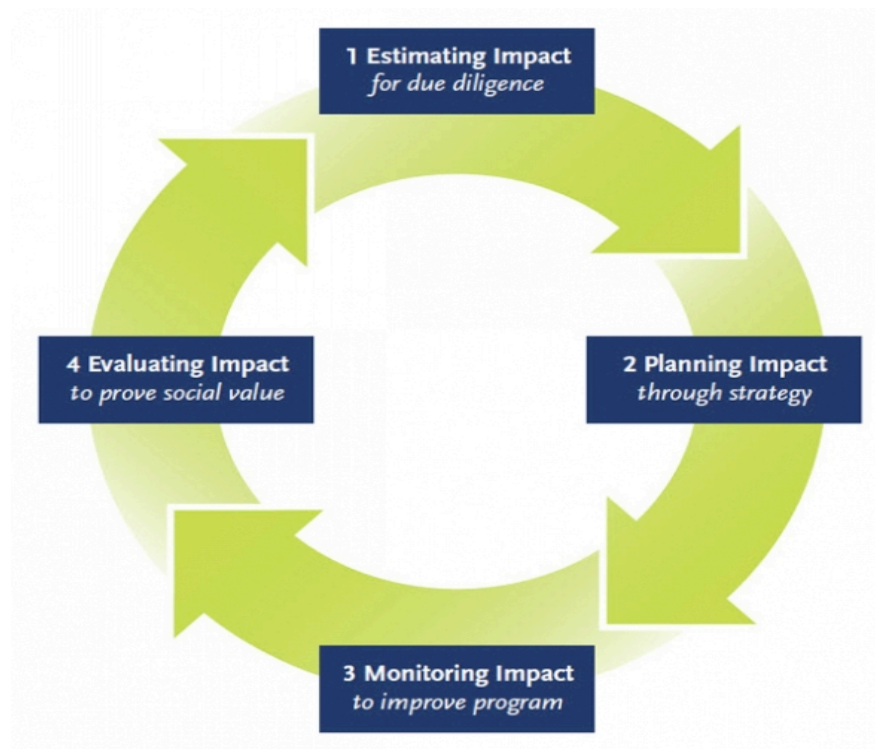 1 Estimating Impact
for due diligence
2 Planning Impact
through strategy
3 Monitoring Impact
to improve program
4 Evaluating Impact
to prove social value